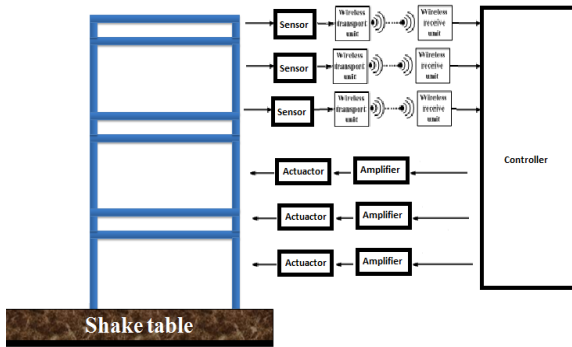 Sensor
Wireless
transport
unit
Wireless
receive
unit
Sensor
Wireless
transport
unit
Wireless
receive
unit
Sensor
Wireless
transport
unit
Wireless
receive
unit
Controller
Actuactor
Amplifier
Actuactor
Amplifier
Actuactor
Amplifier
Shake table